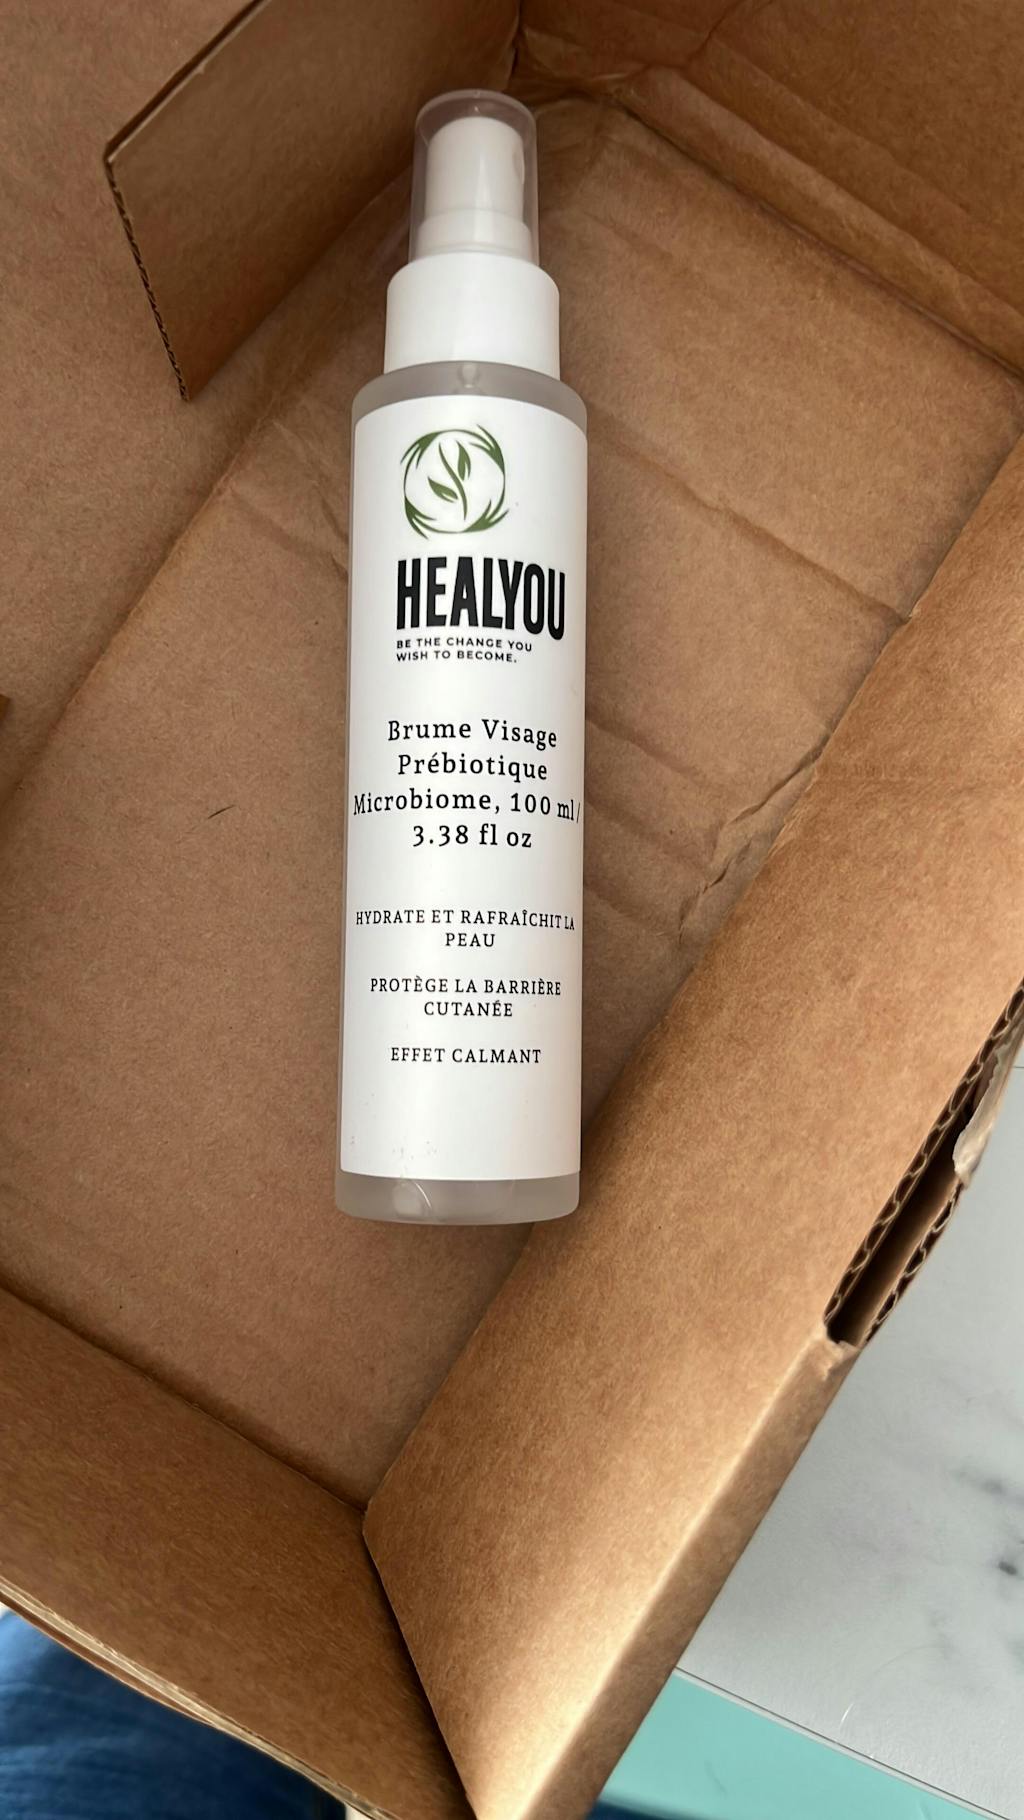 HEALYOU
BE THE CHANGE YOU
WISH TO BECOME.
Brume Visage
Prébiotique
Microbiome, 100 ml /
3.38 fl oz
HYDRATE ET RAFRAÎCHIT LA
PEAU
PROTÈGE LA BARRIÈRE
CUTANÉE
EFFET CALMANT